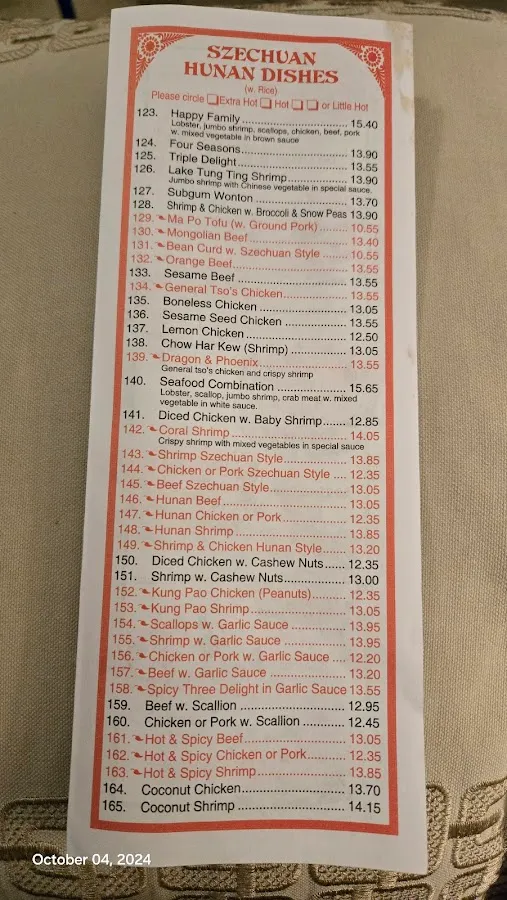 SZECHUAN
HUNAN DISHES
(w. Rice)
Please circle ☐Extra Hot ☐ Hot ☐ ☐ or Little Hot
123. Happy Family ........ 15.40
Lobster, jumbo shrimp, scallops, chicken, beef, pork
w. mixed vegetable in brown sauce
124. Four Seasons ........ 13.90
125. Triple Delight ........ 13.55
126. Lake Tung Ting Shrimp ........ 13.90
Jumbo shrimp with Chinese vegetable in special sauce.
127. Subgum Wonton ........ 13.70
128. Shrimp & Chicken w. Broccoli & Snow Peas 13.90
129. Ma Po Tofu (w. Ground Pork) ........ 10.55
130. Mongolian Beef ........ 13.40
131. Bean Curd w. Szechuan Style ........ 10.55
132. Orange Beef ........ 13.55
133. Sesame Beef ........ 13.55
134. General Tso's Chicken ........ 13.55
135. Boneless Chicken ........ 13.05
136. Sesame Seed Chicken ........ 13.55
137. Lemon Chicken ........ 12.50
138. Chow Har Kew (Shrimp) ........ 13.05
139. Dragon & Phoenix ........ 13.55
General tso's chicken and crispy shrimp
140. Seafood Combination ........ 15.65
Lobster, scallop, jumbo shrimp, crab meat w. mixed
vegetable in white sauce.
141. Diced Chicken w. Baby Shrimp ....... 12.85
142. Coral Shrimp ........ 14.05
Crispy shrimp with mixed vegetables in special sauce
143. Shrimp Szechuan Style ........ 13.85
144. Chicken or Pork Szechuan Style .... 12.35
145. Beef Szechuan Style ........ 13.05
146. Hunan Beef ........ 13.05
147. Hunan Chicken or Pork ........ 12.35
148. Hunan Shrimp ........ 13.85
149. Shrimp & Chicken Hunan Style ....... 13.20
150. Diced Chicken w. Cashew Nuts ...... 12.35
151. Shrimp w. Cashew Nuts ........ 13.00
152. Kung Pao Chicken (Peanuts) ........ 12.35
153. Kung Pao Shrimp ........ 13.05
154. Scallops w. Garlic Sauce ........ 13.95
155. Shrimp w. Garlic Sauce ........ 13.95
156. Chicken or Pork w. Garlic Sauce .... 12.20
157. Beef w. Garlic Sauce ........ 13.20
158. Spicy Three Delight in Garlic Sauce 13.55
159. Beef w. Scallion ........ 12.95
160. Chicken or Pork w. Scallion ........ 12.45
161. Hot & Spicy Beef ........ 13.05
162. Hot & Spicy Chicken or Pork ........ 12.35
163. Hot & Spicy Shrimp ........ 13.85
164. Coconut Chicken ........ 13.70
165. Coconut Shrimp ........ 14.15
October 04, 2024